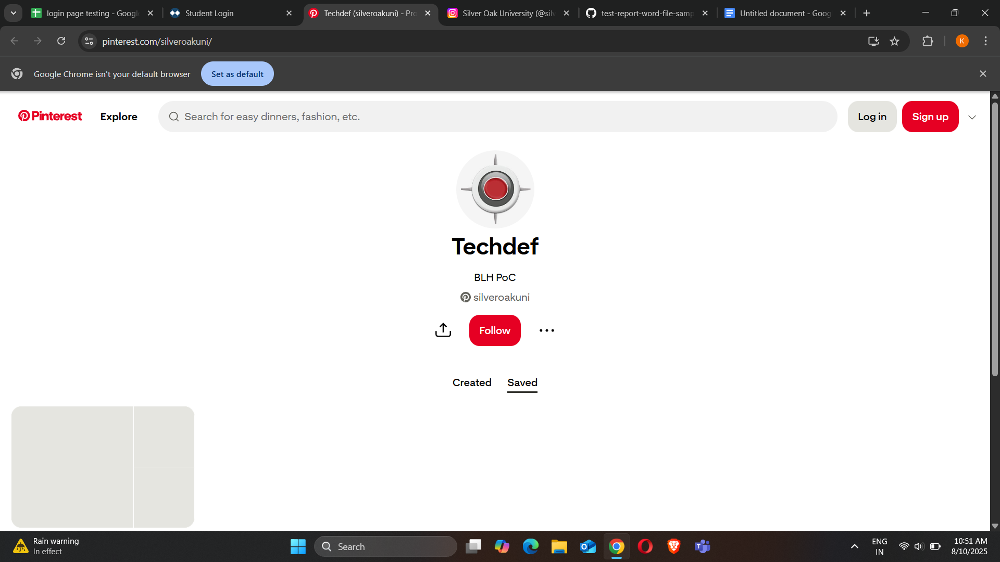 login page testing - Googl
Student Login
Techdef (silveroakuni) - Pro
Silver Oak University (@silv
test-report-word-file-samp
Untitled document - Goog
pinterest.com/silveroakuni/
K
Google Chrome isn't your default browser
Set as default
Pinterest
Explore
Search for easy dinners, fashion, etc.
Log in
Sign up
Techdef
BLH PoC
silveroakuni
Follow
Created
Saved
Rain warning
In effect
Search
ENG
IN
10:51 AM
8/10/2025